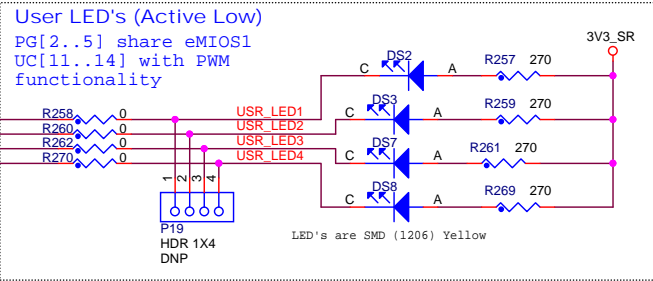 User LED's (Active Low)
PG[2..5] share eMIOS1
UC[11..14] with PWM
functionality
3V3_SR
DS2
C
A
R257 270
R258 0
USR_LED1
DS3
C
A
R259 270
R260 0
USR_LED2
R262 0
USR_LED3
DS7
C
A
R261 270
R270 0
USR_LED4
DS8
C
A
R269 270
1
2
3
4
P19
HDR 1X4
DNP
LED's are SMD (1206) Yellow